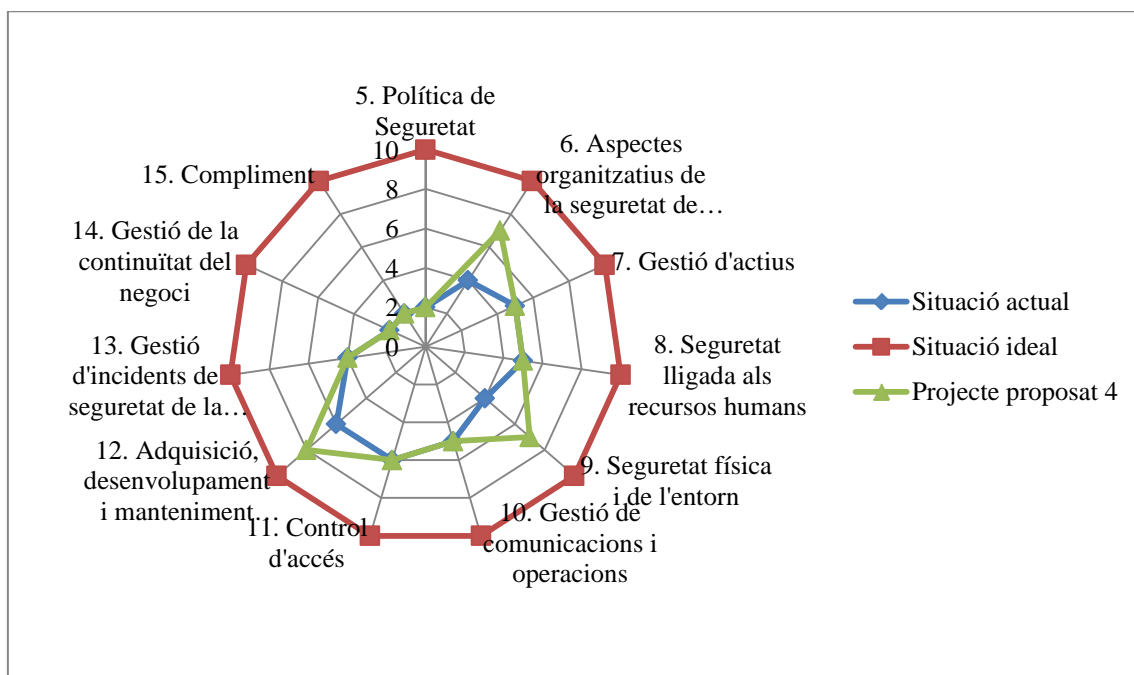 5. Política de
Seguretat
6. Aspectes
organitzatius de
la seguretat de…
7. Gestió d'actius
8. Seguretat
lligada als
recursos humans
9. Seguretat física
i de l'entorn
10. Gestió de
comunicacions i
operacions
11. Control
d'accés
12. Adquisició,
desenvolupament
i manteniment…
13. Gestió
d'incidents de
seguretat de la…
14. Gestió de la
continuïtat del
negoci
15. Compliment
10
8
6
4
2
0
Situació actual
Situació ideal
Projecte proposat 4